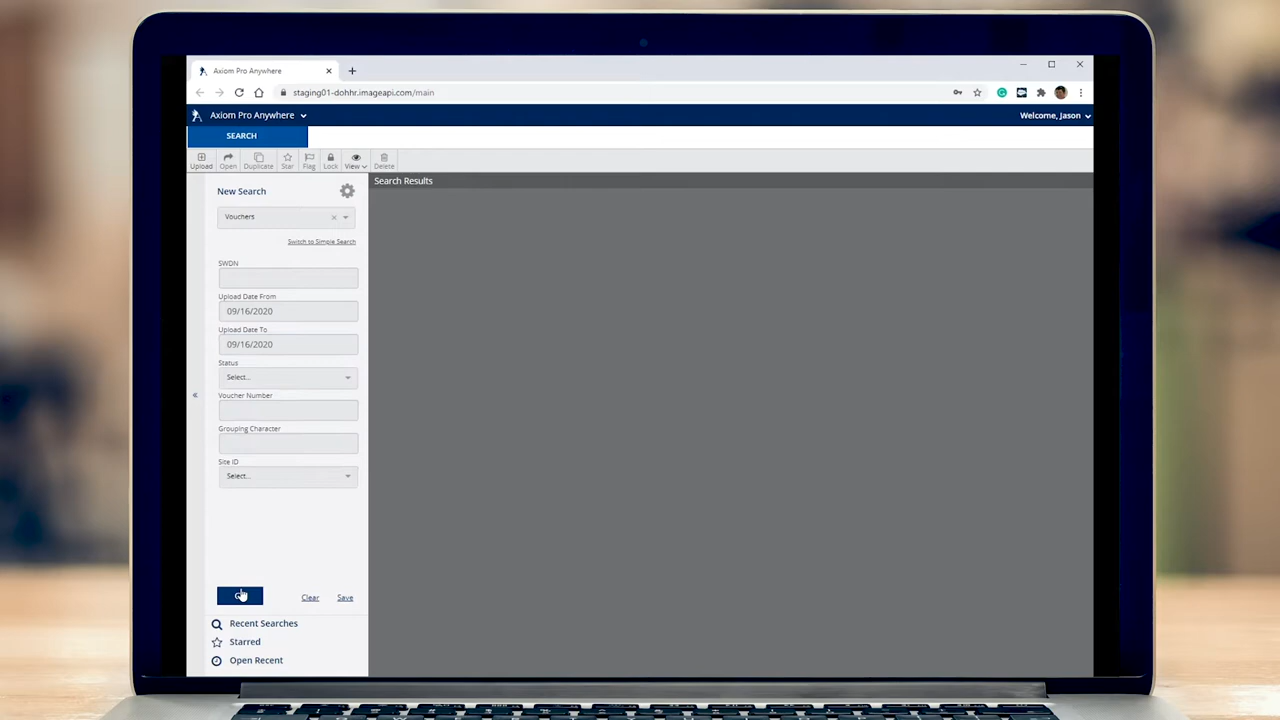 Axiom Pro Anywhere
staging01-dohhr.imageapi.com/main
Axiom Pro Anywhere
Welcome, Jason
SEARCH
Upload Open Duplicate Star Flag Lock View Delete
New Search
Search Results
Vouchers
Switch to Simple Search
SWDN
Upload Date From
09/16/2020
Upload Date To
09/16/2020
Status
Select...
Voucher Number
Grouping Character
Site ID
Select...
Clear Save
Recent Searches
Starred
Open Recent